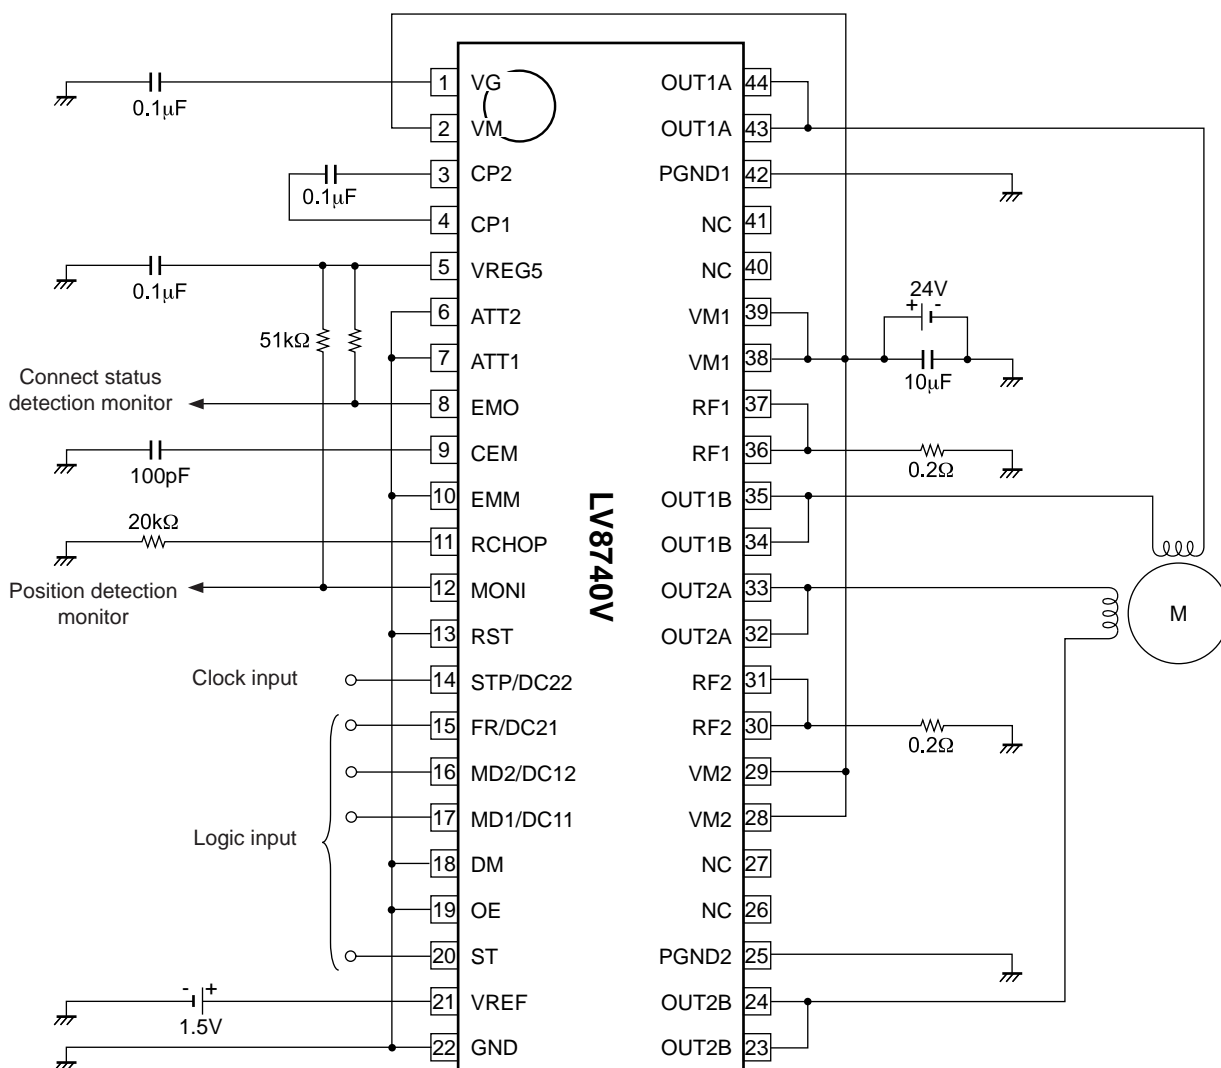 1 VG
OUT1A 44
0.1μF
2 VM
OUT1A 43
3 CP2
PGND1 42
0.1μF
4 CP1
NC 41
5 VREG5
NC 40
0.1μF
24V
+ -
6 ATT2
VM1 39
51kΩ
7 ATT1
VM1 38
10μF
Connect status
detection monitor
8 EMO
RF1 37
9 CEM
RF1 36
100pF
0.2Ω
10 EMM
OUT1B 35
20kΩ
11 RCHOP
OUT1B 34
LV8740V
Position detection
monitor
12 MONI
OUT2A 33
M
13 RST
OUT2A 32
Clock input
14 STP/DC22
RF2 31
15 FR/DC21
RF2 30
0.2Ω
16 MD2/DC12
VM2 29
17 MD1/DC11
VM2 28
Logic input
18 DM
NC 27
19 OE
NC 26
20 ST
PGND2 25
- +
21 VREF
OUT2B 24
1.5V
22 GND
OUT2B 23